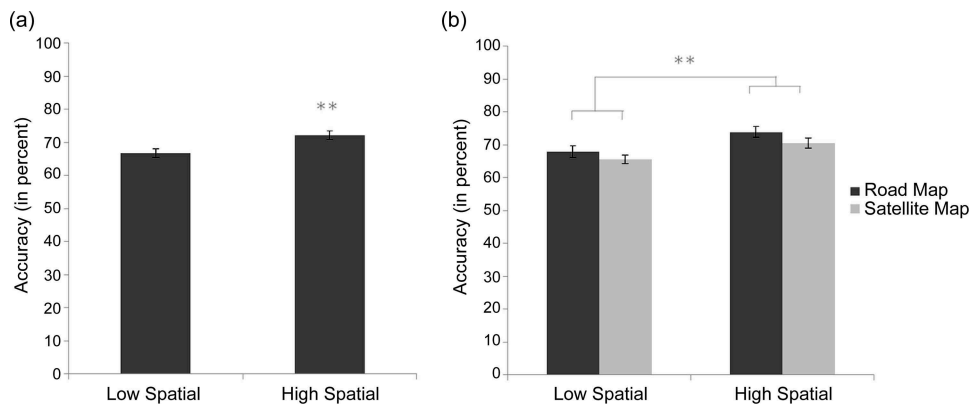 (a)
100
90
80
70
60
50
40
30
20
10
0
Accuracy (in percent)
**
Low Spatial
High Spatial
(b)
100
90
80
70
60
50
40
30
20
10
0
Accuracy (in percent)
**
Low Spatial
High Spatial
Road Map
Satellite Map